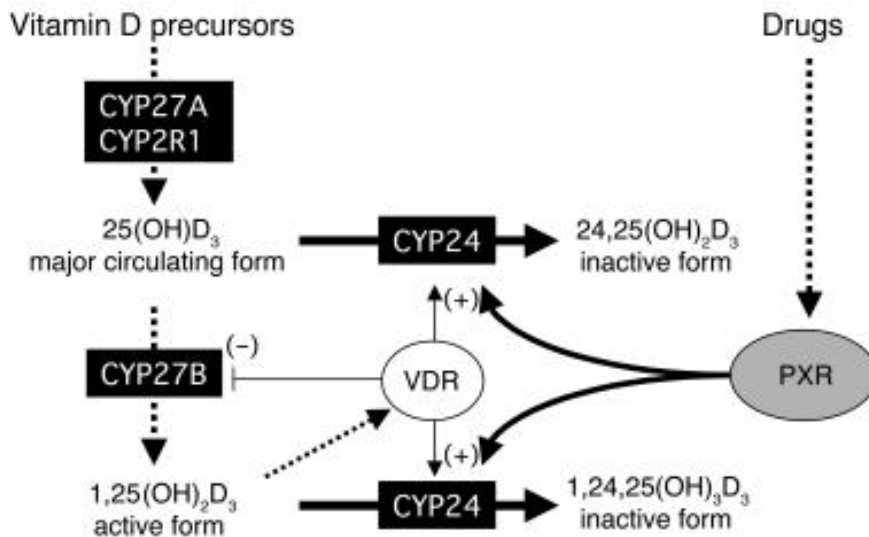 Vitamin D precursors
Drugs
CYP27A
CYP2R1
25(OH)D₃
major circulating form
CYP24
24,25(OH)₂D₃
inactive form
(+)
(−)
CYP27B
VDR
PXR
(+)
1,25(OH)₂D₃
active form
CYP24
1,24,25(OH)₃D₃
inactive form